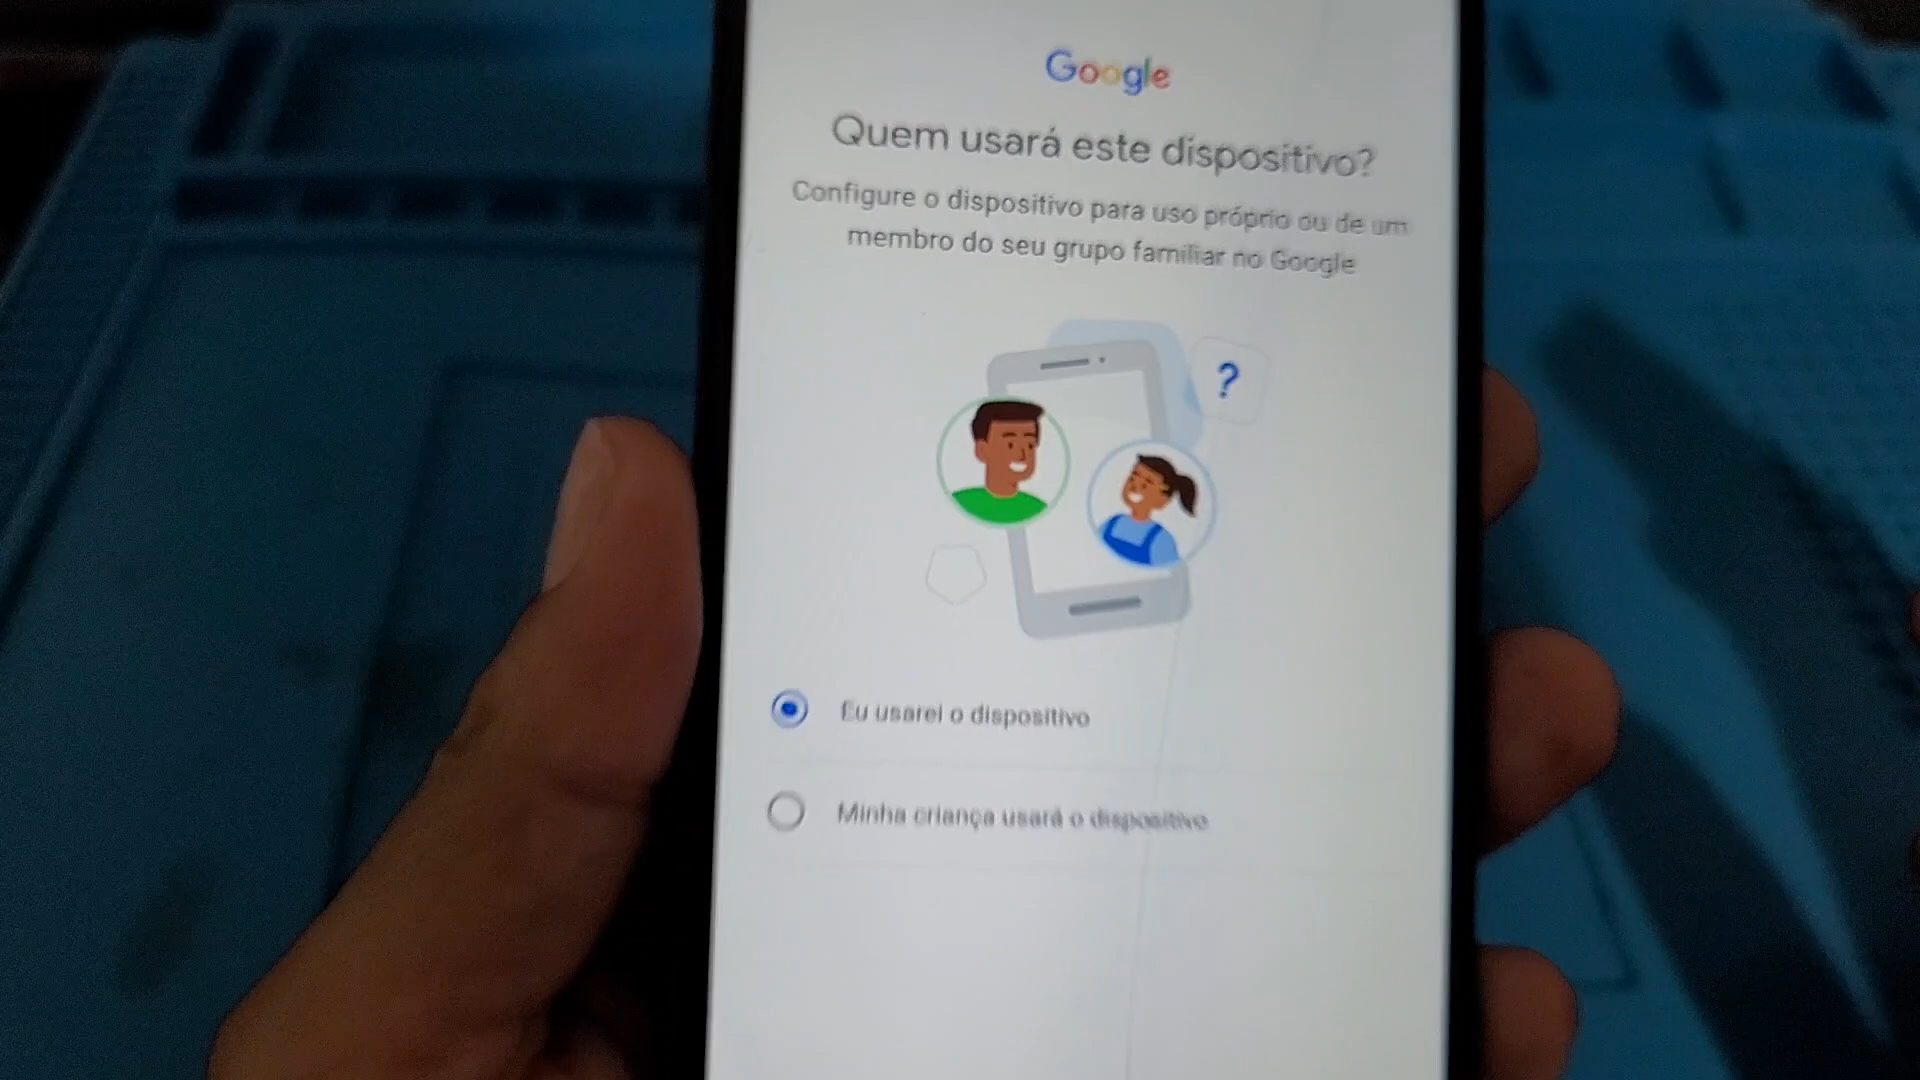 Google
Quem usará este dispositivo?
Configure o dispositivo para uso próprio ou de um
membro do seu grupo familiar no Google
?
Eu usarei o dispositivo
Minha criança usará o dispositivo